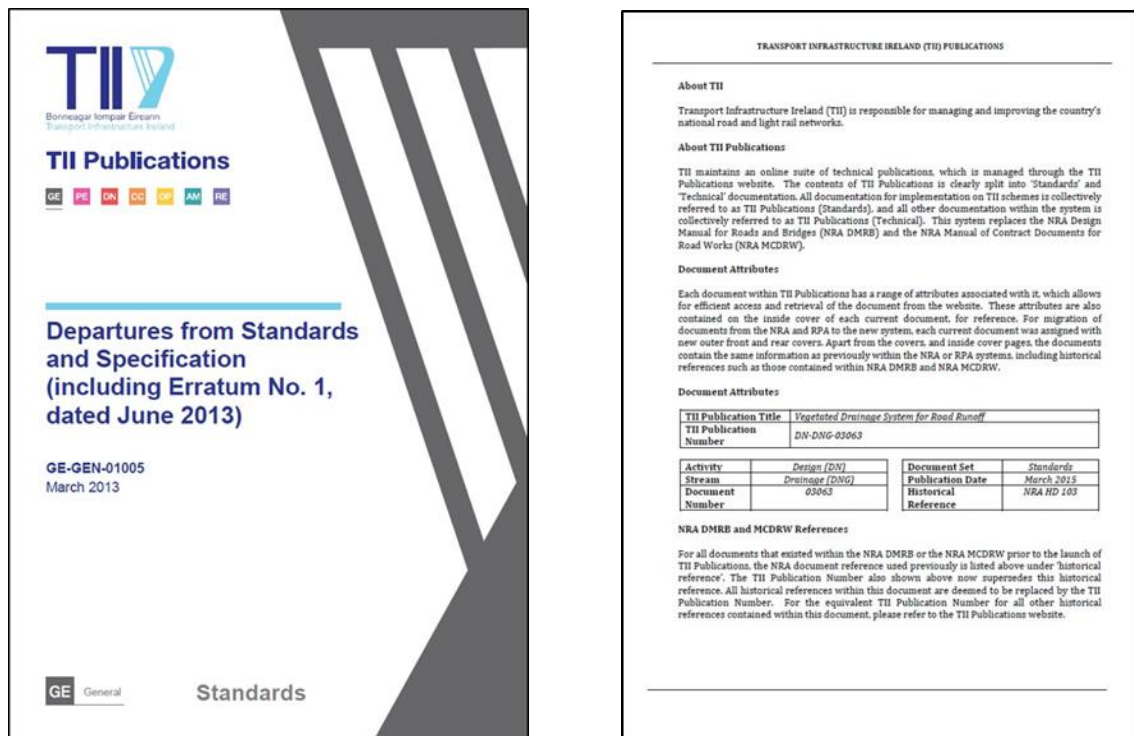 TII
Bonneagar Iompair Éireann
Transport Infrastructure Ireland
TII Publications
GE PE DN CC OP AM RE
Departures from Standards
and Specification
(including Erratum No. 1,
dated June 2013)
GE-GEN-01005
March 2013
GE General Standards
TRANSPORT INFRASTRUCTURE IRELAND (TII) PUBLICATIONS
About TII
Transport Infrastructure Ireland (TII) is responsible for managing and improving the country's
national road and light rail networks.
About TII Publications
TII maintains an online suite of technical publications, which is managed through the TII
Publications website. The contents of TII Publications is clearly split into 'Standards' and
'Technical' documentation. All documentation for implementation on TII schemes is collectively
referred to as TII Publications (Standards), and all other documentation within the system is
collectively referred to as TII Publications (Technical). This system replaces the NRA Design
Manual for Roads and Bridges (NRA DMRB) and the NRA Manual of Contract Documents for
Road Works (NRA MCDRW).
Document Attributes
Each document within TII Publications has a range of attributes associated with it, which allows
for efficient access and retrieval of the document from the website. These attributes are also
contained on the inside cover of each current document, for reference. For migration of
documents from the NRA and RPA to the new system, each current document was assigned with
new outer front and rear covers. Apart from the covers, and inside cover pages, the documents
contain the same information as previously within the NRA or RPA systems, including historical
references such as those contained within NRA DMRB and NRA MCDRW.
Document Attributes
TII Publication Title Vegetated Drainage System for Road Runoff
TII Publication
Number DN-DNG-03063
Activity Design (DN) Document Set Standards
Stream Drainage (DNG) Publication Date March 2015
Document 03063 Historical NRA HD 103
Number Reference
NRA DMRB and MCDRW References
For all documents that existed within the NRA DMRB or the NRA MCDRW prior to the launch of
TII Publications, the NRA document reference used previously is listed above under 'historical
reference'. The TII Publication Number also shown above now supersedes this historical
reference. All historical references within this document are deemed to be replaced by the TII
Publication Number. For the equivalent TII Publication Number for all other historical
references contained within this document, please refer to the TII Publications website.